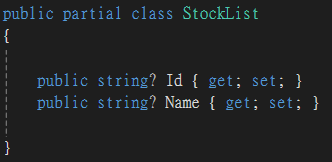 public partial class StockList
{
public string? Id { get; set; }
public string? Name { get; set; }
}